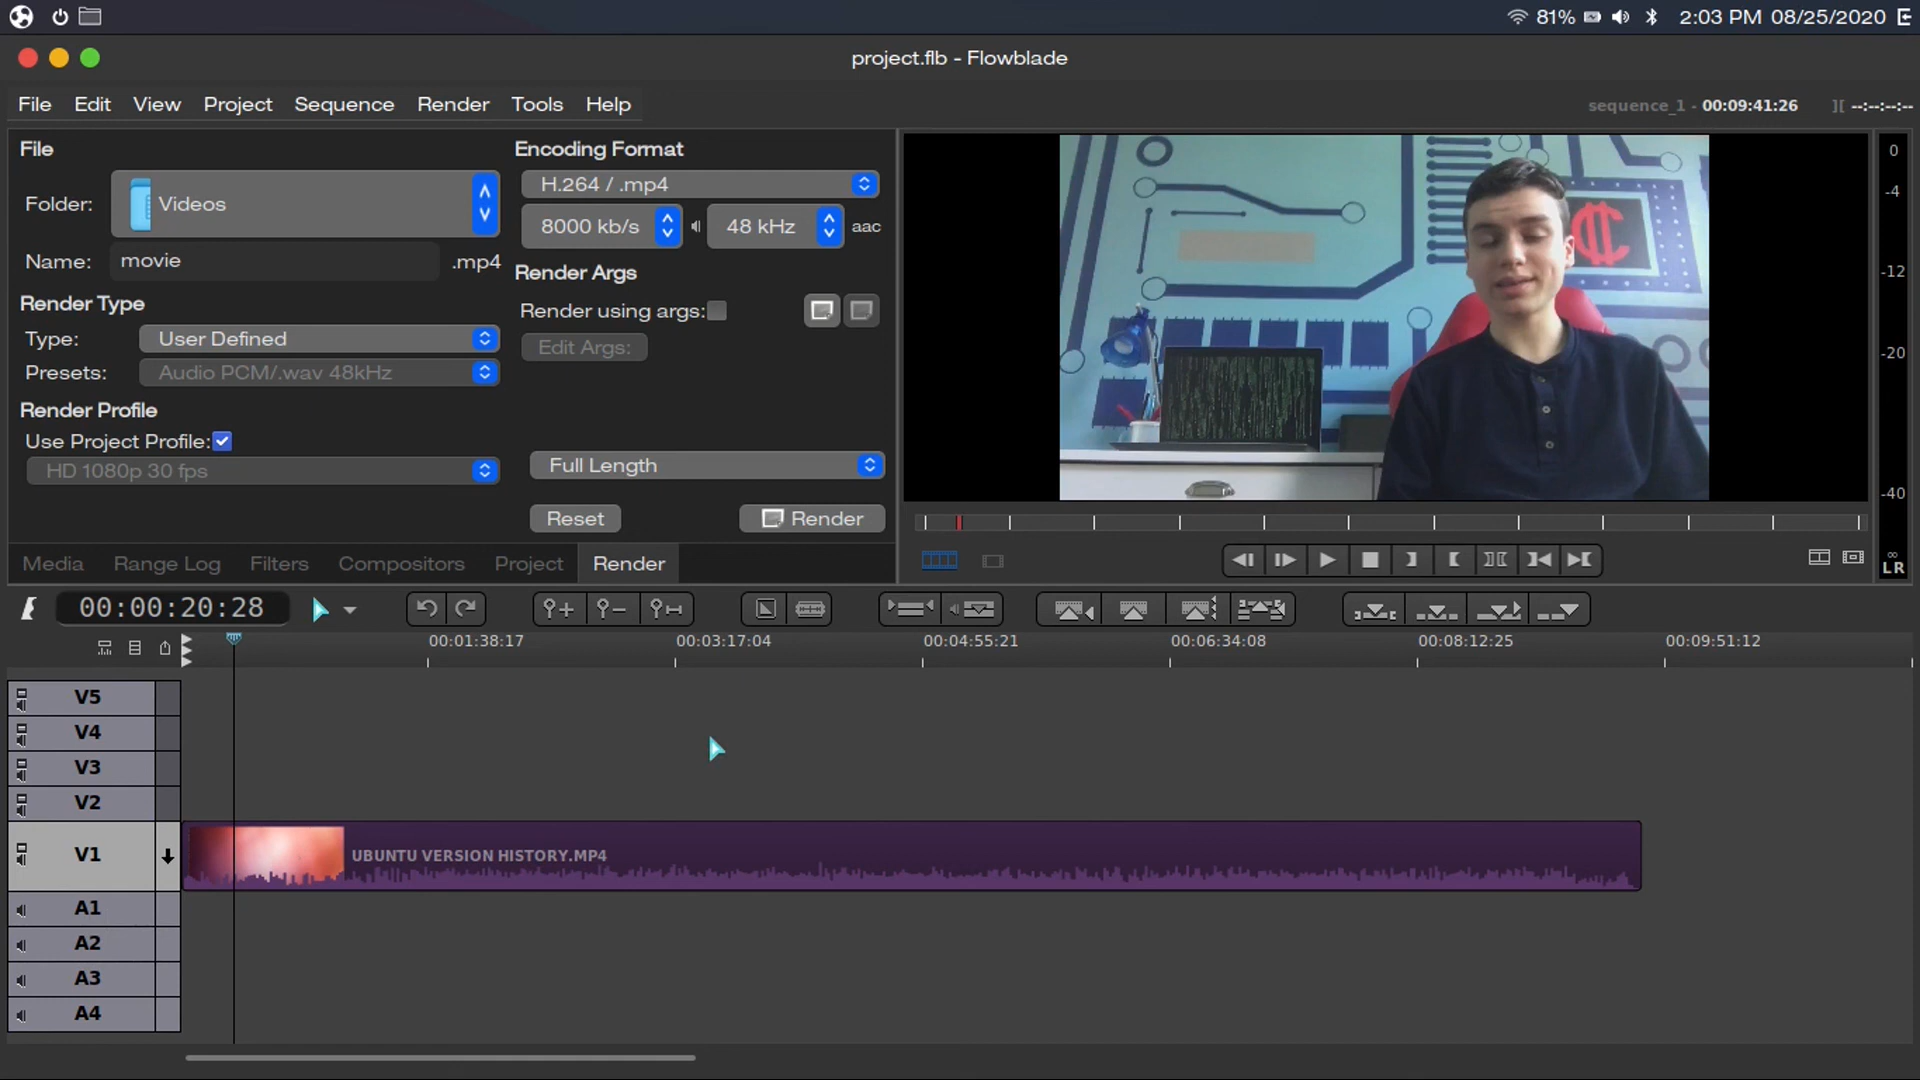 81% 2:03 PM 08/25/2020
project.flb - Flowblade
File Edit View Project Sequence Render Tools Help
sequence_1 - 00:09:41:26 ][ --:--:--:--
File
Folder: Videos
Name: movie .mp4
Render Type
Type: User Defined
Presets: Audio PCM/.wav 48kHz
Render Profile
Use Project Profile:
HD 1080p 30 fps
Encoding Format
H.264 / .mp4
8000 kb/s 48 kHz aac
Render Args
Render using args:
Edit Args:
Full Length
Reset Render
0
-4
-12
-20
-40
∞
LR
Media Range Log Filters Compositors Project Render
00:00:20:28
00:01:38:17 00:03:17:04 00:04:55:21 00:06:34:08 00:08:12:25 00:09:51:12
V5
V4
V3
V2
V1 UBUNTU VERSION HISTORY.MP4
A1
A2
A3
A4